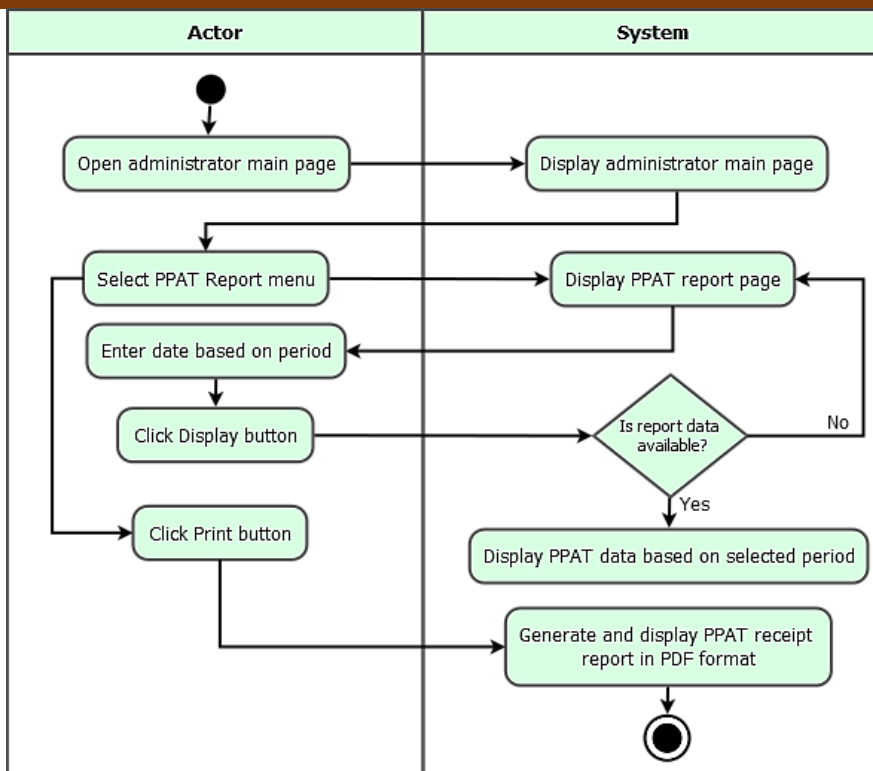 Actor
System
Open administrator main page
Display administrator main page
Select PPAT Report menu
Display PPAT report page
Enter date based on period
Click Display button
Is report data
available?
No
Yes
Click Print button
Display PPAT data based on selected period
Generate and display PPAT receipt
report in PDF format